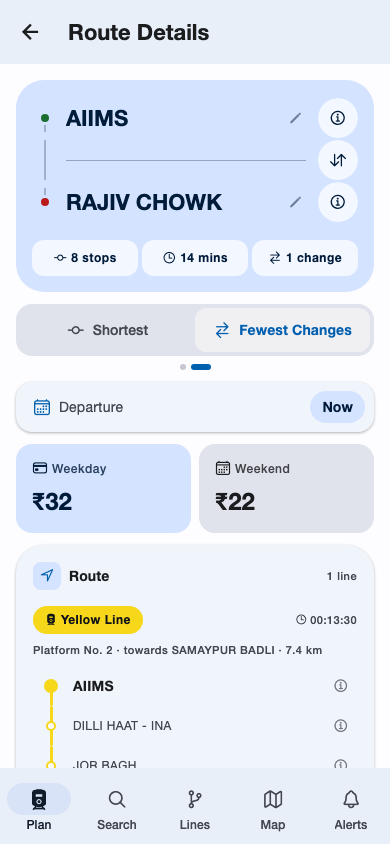 Route Details
AIIMS
RAJIV CHOWK
8 stops
14 mins
1 change
Shortest
Fewest Changes
Departure
Now
Weekday
₹32
Weekend
₹22
Route
1 line
Yellow Line
00:13:30
Platform No. 2 · towards SAMAYPUR BADLI · 7.4 km
AIIMS
DILLI HAAT - INA
JOR BAGH
Plan
Search
Lines
Map
Alerts